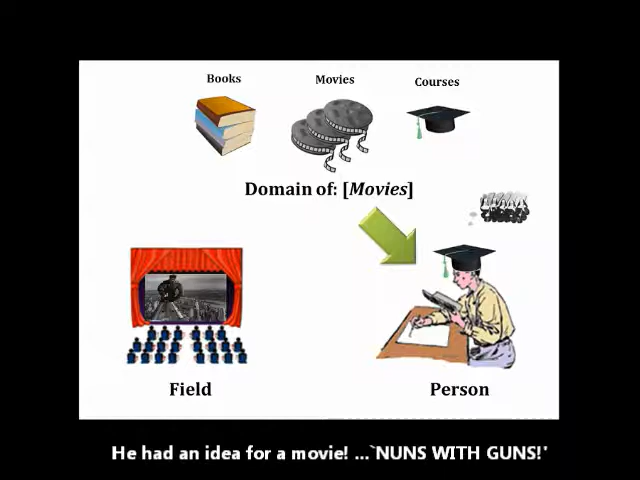 Books
Movies
Courses
Domain of: [Movies]
Field
Person
He had an idea for a movie! ...`NUNS WITH GUNS!'